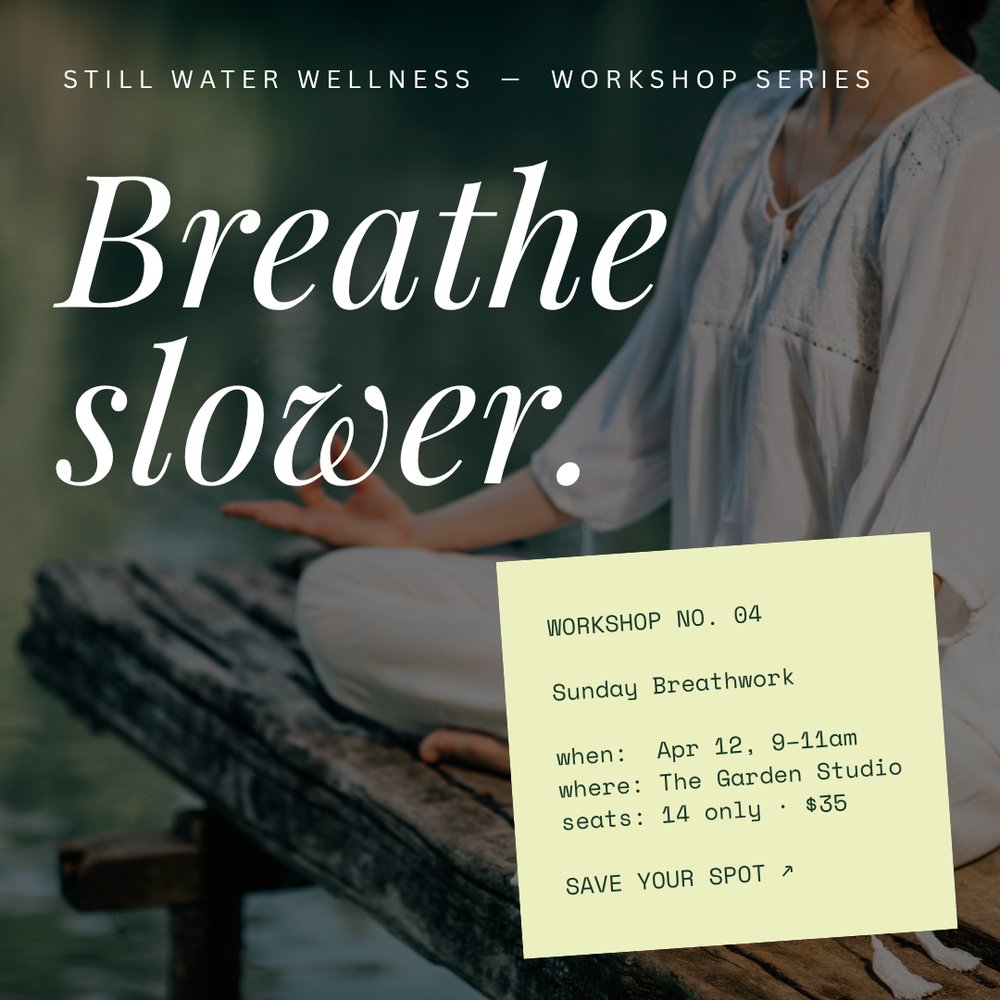 STILL WATER WELLNESS — WORKSHOP SERIES
Breathe
slower.
WORKSHOP NO. 04
Sunday Breathwork
when: Apr 12, 9–11am
where: The Garden Studio
seats: 14 only · $35
SAVE YOUR SPOT ↗